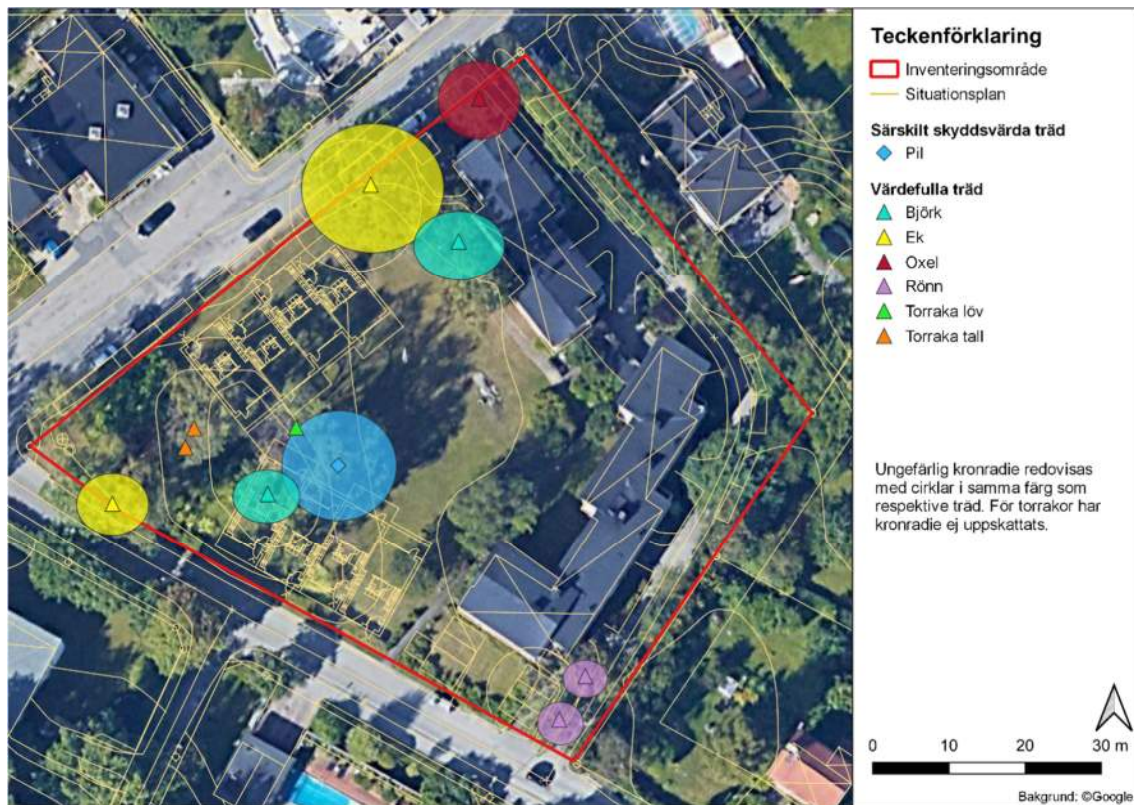 Teckenförklaring
Inventeringsområde
Situationsplan
Särskilt skyddsvärda träd
Pil
Värdefulla träd
Björk
Ek
Oxel
Rönn
Torraka löv
Torraka tall
Ungefärlig kronradie redovisas
med cirklar i samma färg som
respektive träd. För torrakor har
kronradie ej uppskattats.
0 10 20 30 m
Bakgrund: ©Google